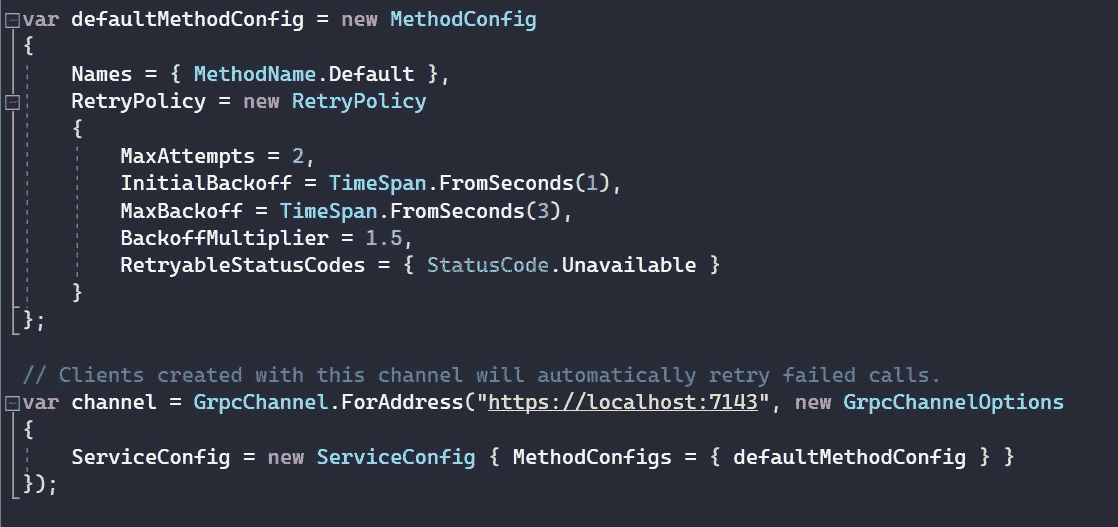 var defaultMethodConfig = new MethodConfig
{
    Names = { MethodName.Default },
    RetryPolicy = new RetryPolicy
    {
        MaxAttempts = 2,
        InitialBackoff = TimeSpan.FromSeconds(1),
        MaxBackoff = TimeSpan.FromSeconds(3),
        BackoffMultiplier = 1.5,
        RetryableStatusCodes = { StatusCode.Unavailable }
    }
};

// Clients created with this channel will automatically retry failed calls.
var channel = GrpcChannel.ForAddress("https://localhost:7143", new GrpcChannelOptions
{
    ServiceConfig = new ServiceConfig { MethodConfigs = { defaultMethodConfig } }
});